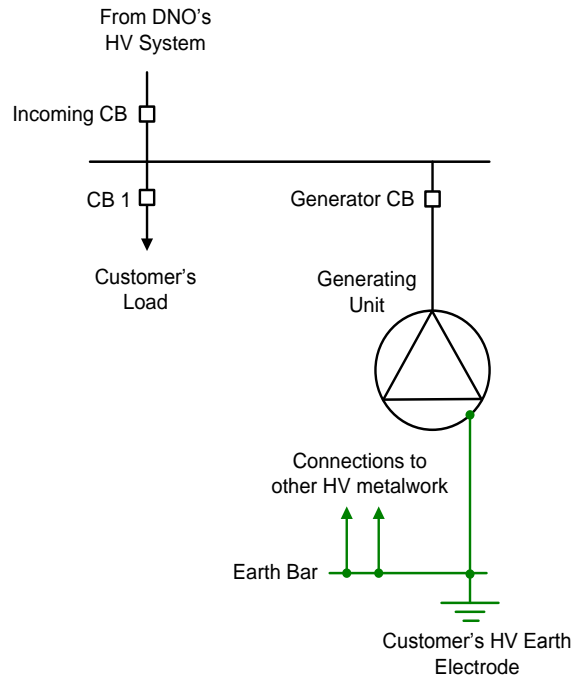 From DNO's
HV System
Incoming CB
CB 1
Generator CB
Customer's
Load
Generating
Unit
Connections to
other HV metalwork
Earth Bar
Customer's HV Earth
Electrode